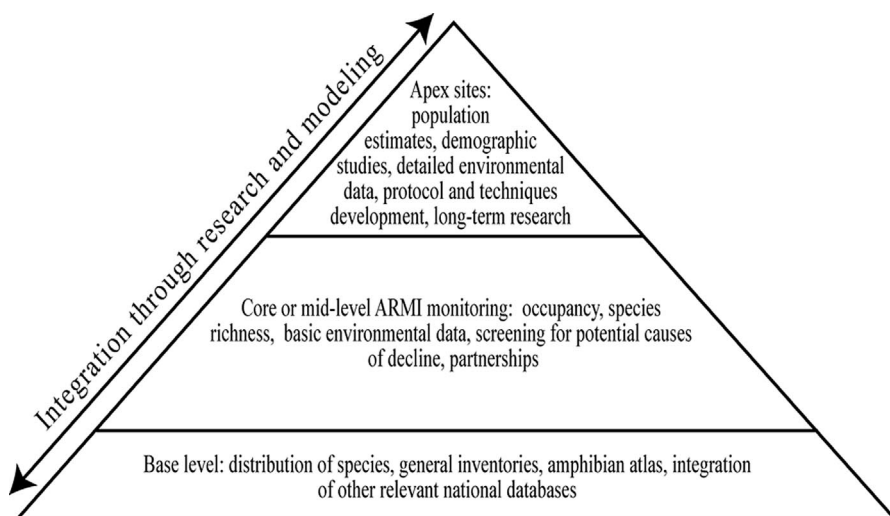 Integration through research and modeling
Apex sites:
population
estimates, demographic
studies, detailed environmental
data, protocol and techniques
development, long-term research
Core or mid-level ARMI monitoring: occupancy, species
richness, basic environmental data, screening for potential causes
of decline, partnerships
Base level: distribution of species, general inventories, amphibian atlas, integration
of other relevant national databases